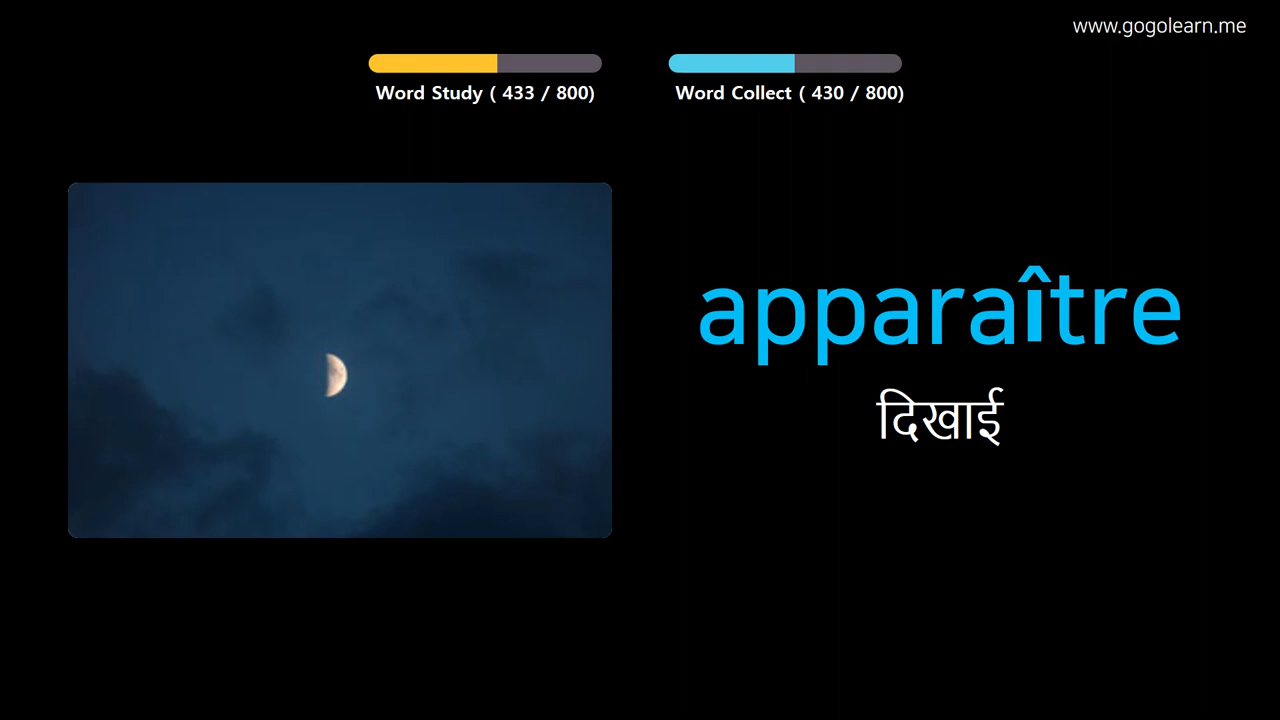 www.gogolearn.me
Word Study ( 433 / 800)
Word Collect ( 430 / 800)
apparaître
दिखाई